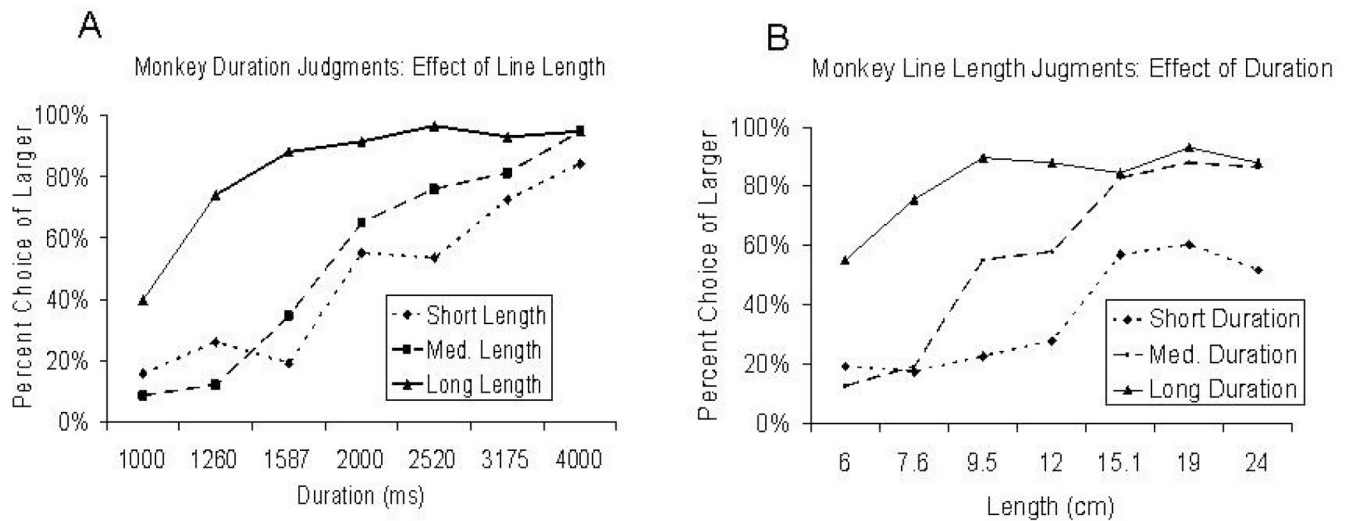 A
Monkey Duration Judgments: Effect of Line Length
Percent Choice of Larger
100%
80%
60%
40%
20%
0%
Short Length
Med. Length
Long Length
1000 1260 1587 2000 2520 3175 4000
Duration (ms)
B
Monkey Line Length Jugments: Effect of Duration
Percent Choice of Larger
100%
80%
60%
40%
20%
0%
Short Duration
Med. Duration
Long Duration
6 7.6 9.5 12 15.1 19 24
Length (cm)